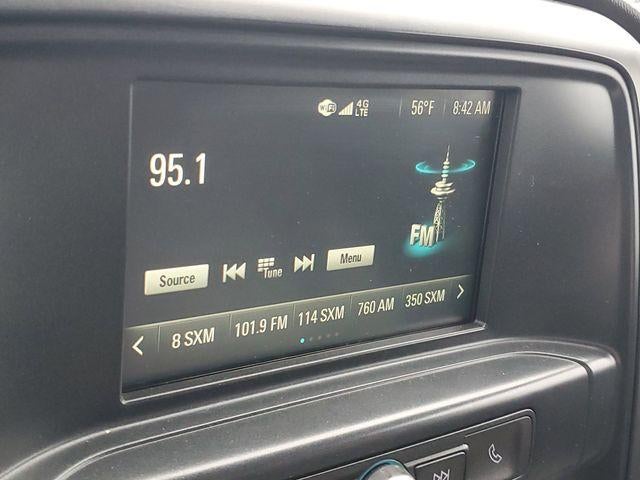 WiFi 4G LTE 56°F 8:42 AM
95.1
FM
Source Tune Menu
8 SXM 101.9 FM 114 SXM 760 AM 350 SXM